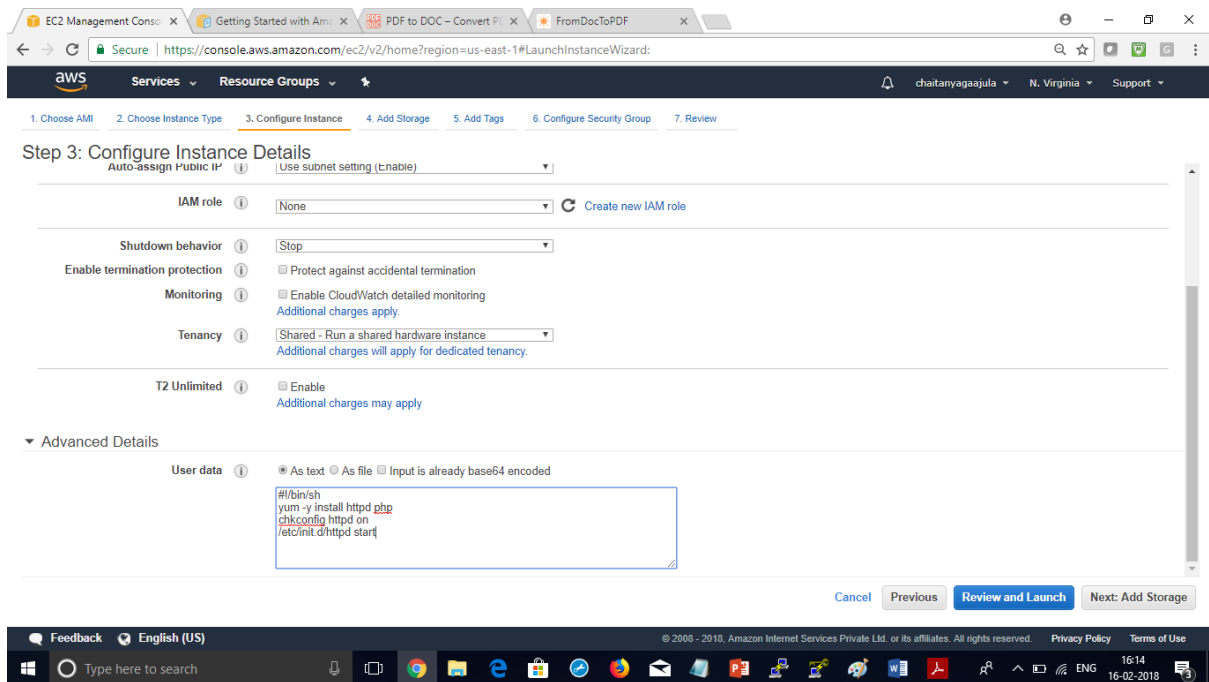 EC2 Management Conso
Getting Started with Ama
PDF to DOC – Convert P
FromDocToPDF
Secure | https://console.aws.amazon.com/ec2/v2/home?region=us-east-1#LaunchInstanceWizard:
aws Services Resource Groups chaitanyagaajula N. Virginia Support
1. Choose AMI 2. Choose Instance Type 3. Configure Instance 4. Add Storage 5. Add Tags 6. Configure Security Group 7. Review
Step 3: Configure Instance Details
Auto-assign Public IP Use subnet setting (Enable)
IAM role None Create new IAM role
Shutdown behavior Stop
Enable termination protection Protect against accidental termination
Monitoring Enable CloudWatch detailed monitoring
Additional charges apply.
Tenancy Shared - Run a shared hardware instance
Additional charges will apply for dedicated tenancy.
T2 Unlimited Enable
Additional charges may apply
Advanced Details
User data As text As file Input is already base64 encoded
#!/bin/sh
yum -y install httpd php
chkconfig httpd on
/etc/init.d/httpd start
Cancel Previous Review and Launch Next: Add Storage
Feedback English (US) © 2008 - 2018, Amazon Internet Services Private Ltd. or its affiliates. All rights reserved. Privacy Policy Terms of Use
Type here to search ENG 16:14
16-02-2018